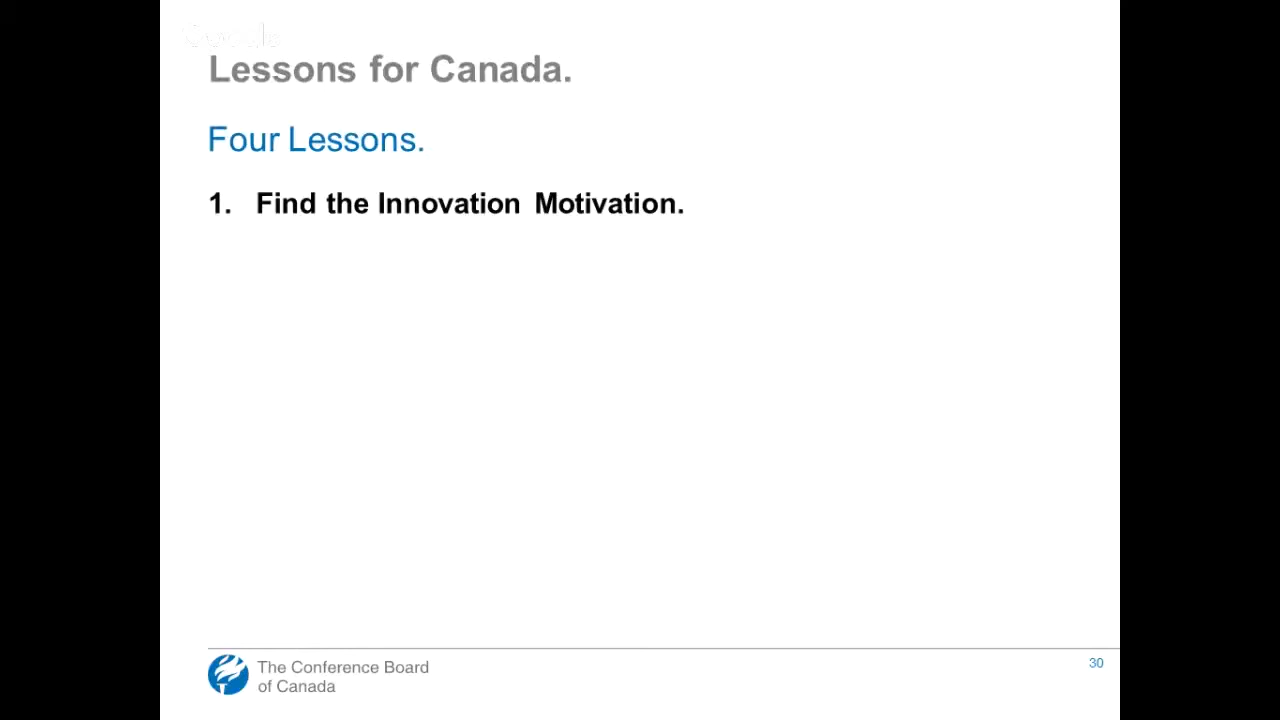 Lessons for Canada.
Four Lessons.
1. Find the Innovation Motivation.
The Conference Board
of Canada
30